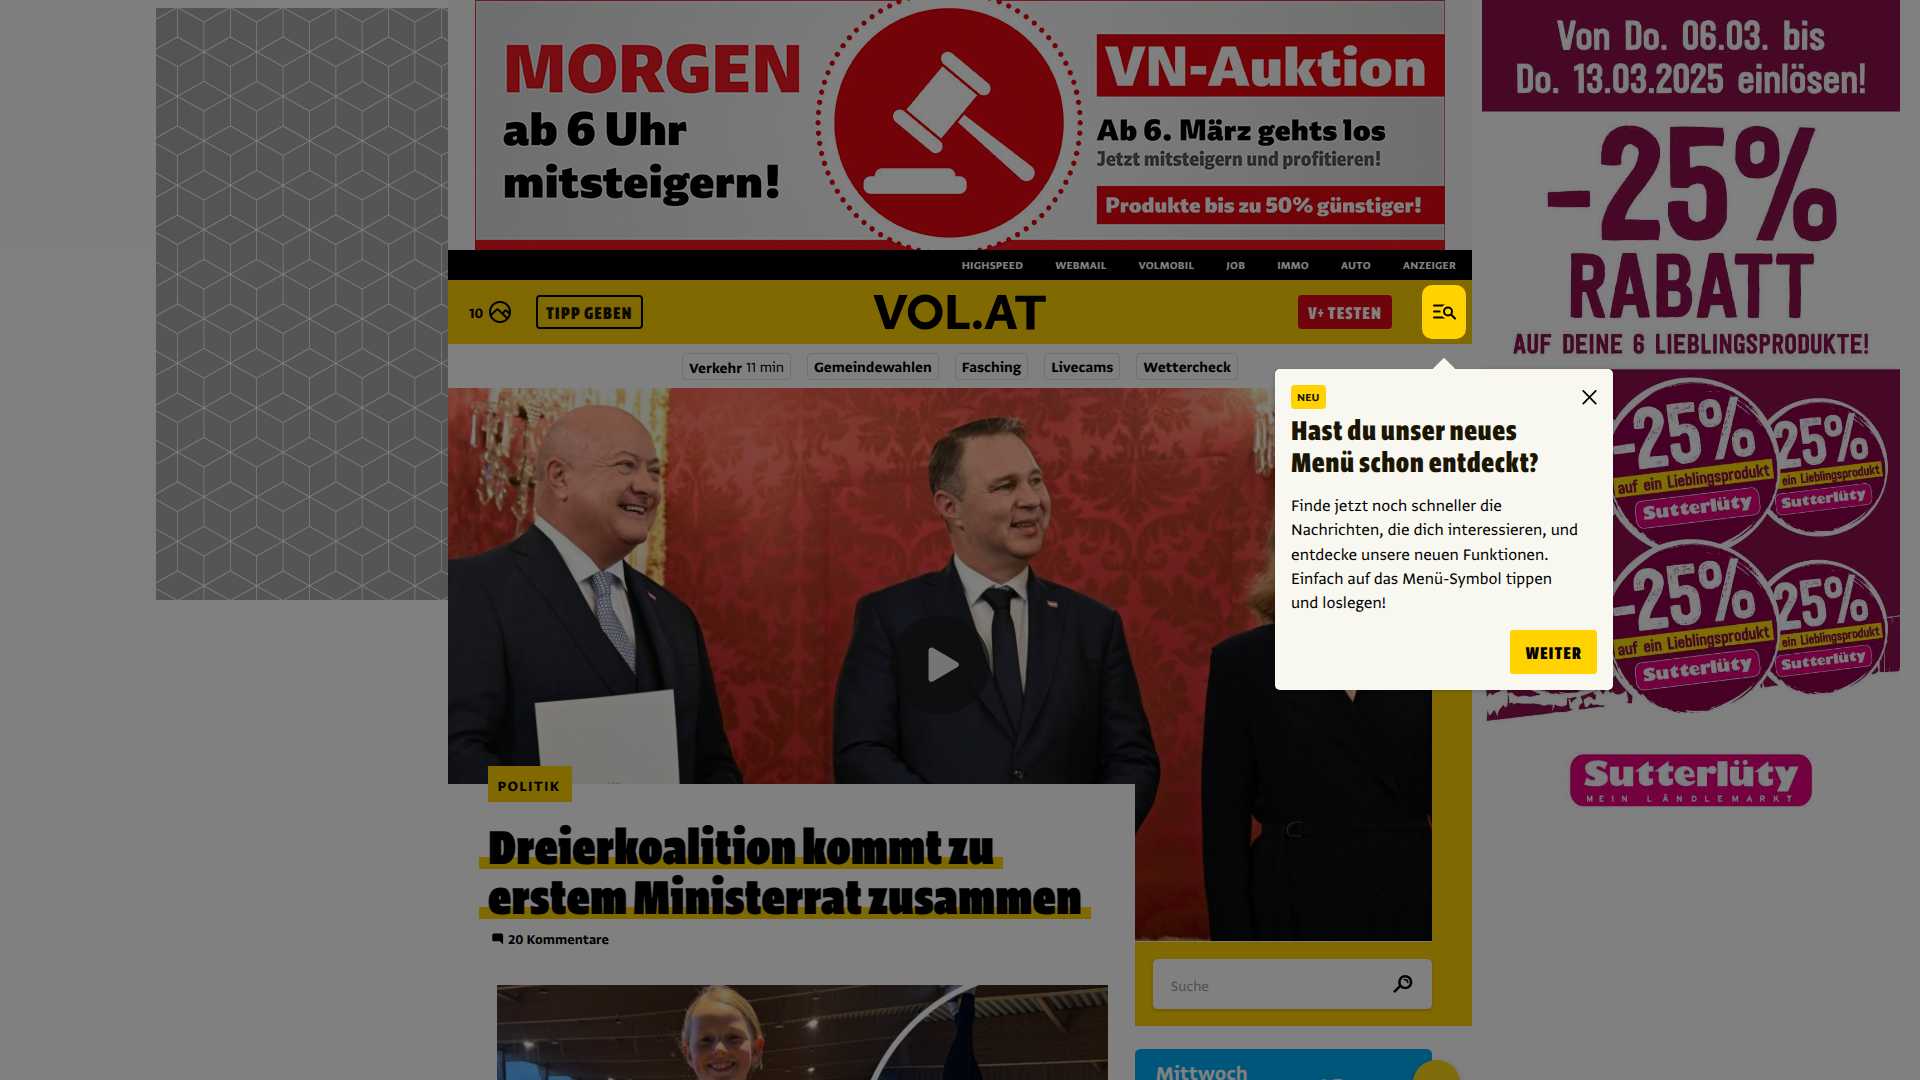 MORGEN
ab 6 Uhr
mitsteigern!
VN-Auktion
Ab 6. März gehts los
Jetzt mitsteigern und profitieren!
Produkte bis zu 50% günstiger!
Von Do. 06.03. bis
Do. 13.03.2025 einlösen!
-25%
RABATT
AUF DEINE 6 LIEBLINGSPRODUKTE!
HIGHSPEED WEBMAIL VOLMOBIL JOB IMMO AUTO ANZEIGER
10 TIPP GEBEN VOL.AT V+ TESTEN
Verkehr 11 min Gemeindewahlen Fasching Livecams Wettercheck
NEU
Hast du unser neues
Menü schon entdeckt?
Finde jetzt noch schneller die
Nachrichten, die dich interessieren, und
entdecke unsere neuen Funktionen.
Einfach auf das Menü-Symbol tippen
und loslegen!
WEITER
-25%
auf ein Lieblingsprodukt
Sutterlüty
25%
ein Lieblingsprodukt
Sutterlüty
-25%
auf ein Lieblingsprodukt
Sutterlüty
25%
ein Lieblingsprodukt
Sutterlüty
Sutterlüty
MEIN LÄNDLEMARKT
POLITIK
Dreierkoalition kommt zu
erstem Ministerrat zusammen
20 Kommentare
Suche
Mittwoch